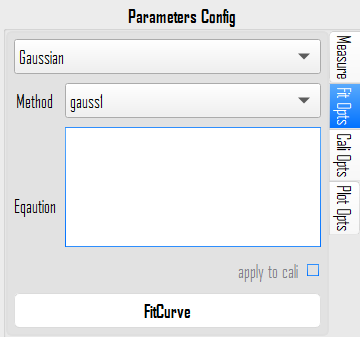 Parameters Config
Gaussian
Method
gauss1
Eqaution
apply to cali
FitCurve
Measure
Fit Opts
Cali Opts
Plot Opts